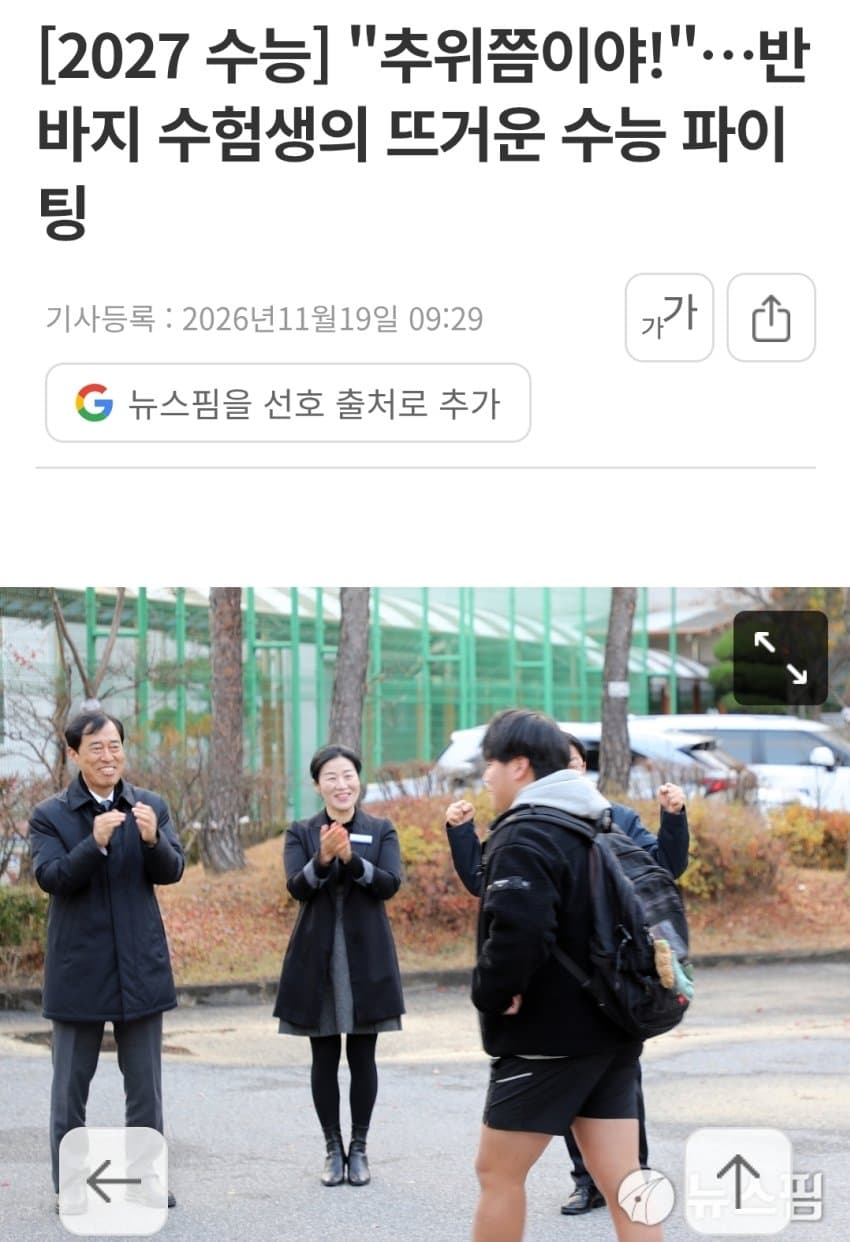 [2027 수능] "추위쯤이야!"…반
바지 수험생의 뜨거운 수능 파이
팅
기사등록 : 2026년11월19일 09:29
가가
뉴스핌을 선호 출처로 추가
뉴스핌